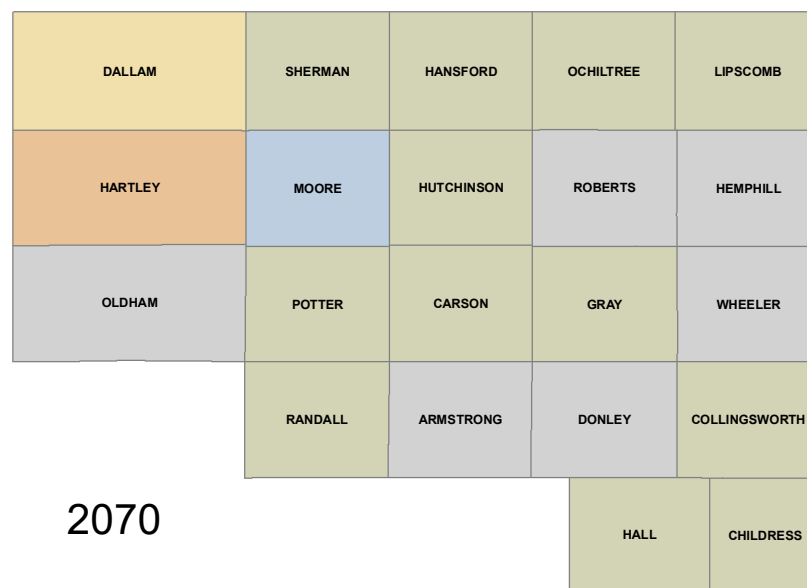 DALLAM SHERMAN HANSFORD OCHILTREE LIPSCOMB
HARTLEY MOORE HUTCHINSON ROBERTS HEMPHILL
OLDHAM POTTER CARSON GRAY WHEELER
RANDALL ARMSTRONG DONLEY COLLINGSWORTH
2070 HALL CHILDRESS